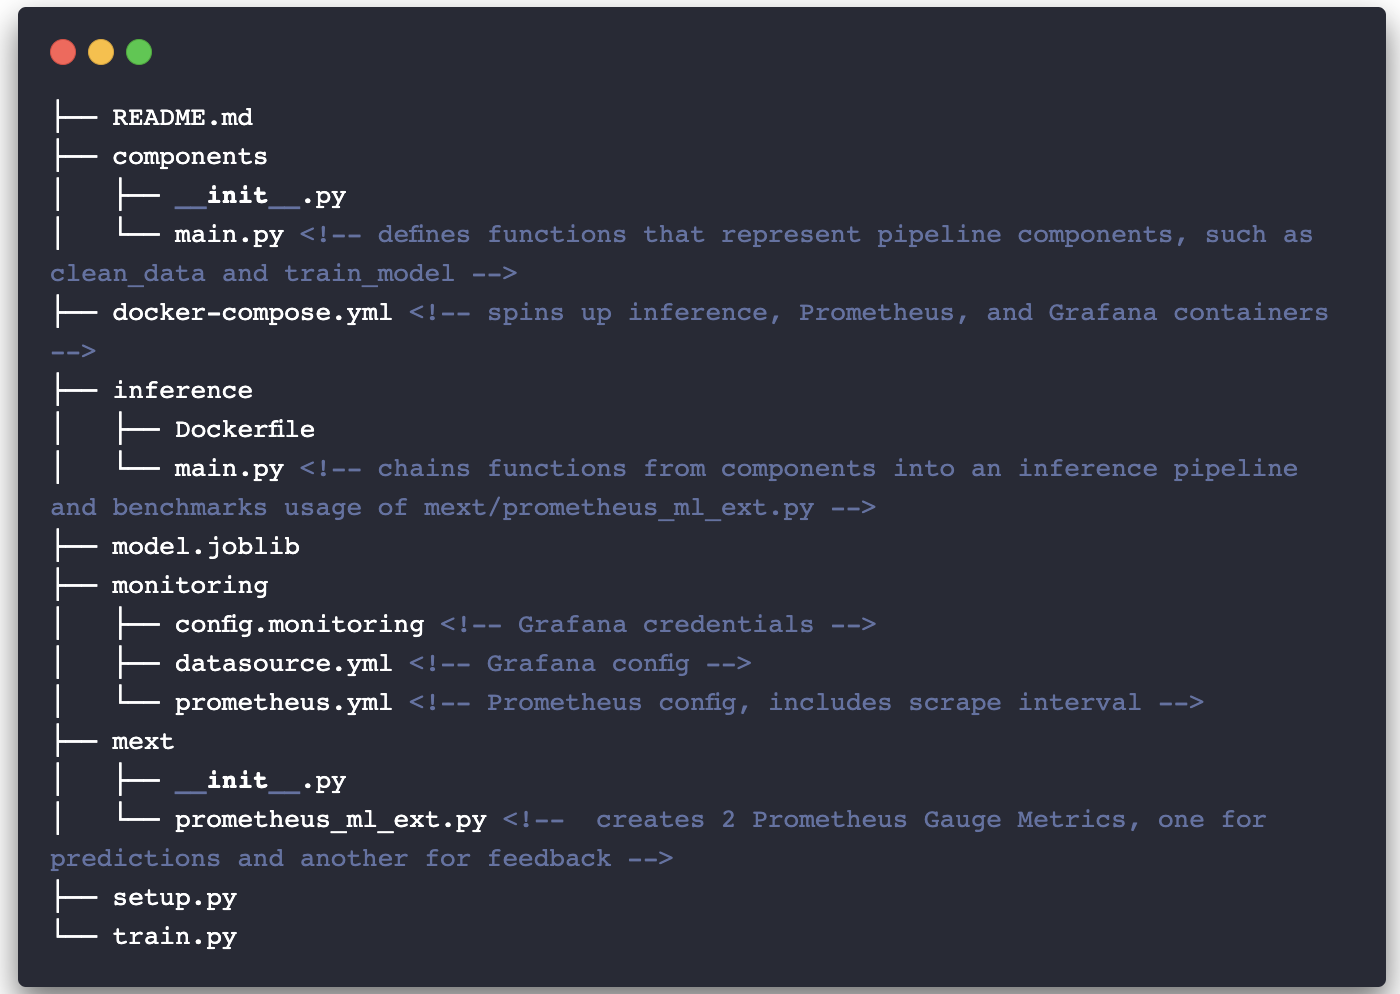 ├── README.md
├── components
│   ├── __init__.py
│   └── main.py <!-- defines functions that represent pipeline components, such as
clean_data and train_model -->
├── docker-compose.yml <!-- spins up inference, Prometheus, and Grafana containers
-->
├── inference
│   ├── Dockerfile
│   └── main.py <!-- chains functions from components into an inference pipeline
and benchmarks usage of mext/prometheus_ml_ext.py -->
├── model.joblib
├── monitoring
│   ├── config.monitoring <!-- Grafana credentials -->
│   ├── datasource.yml <!-- Grafana config -->
│   └── prometheus.yml <!-- Prometheus config, includes scrape interval -->
├── mext
│   ├── __init__.py
│   └── prometheus_ml_ext.py <!--  creates 2 Prometheus Gauge Metrics, one for
predictions and another for feedback -->
├── setup.py
└── train.py